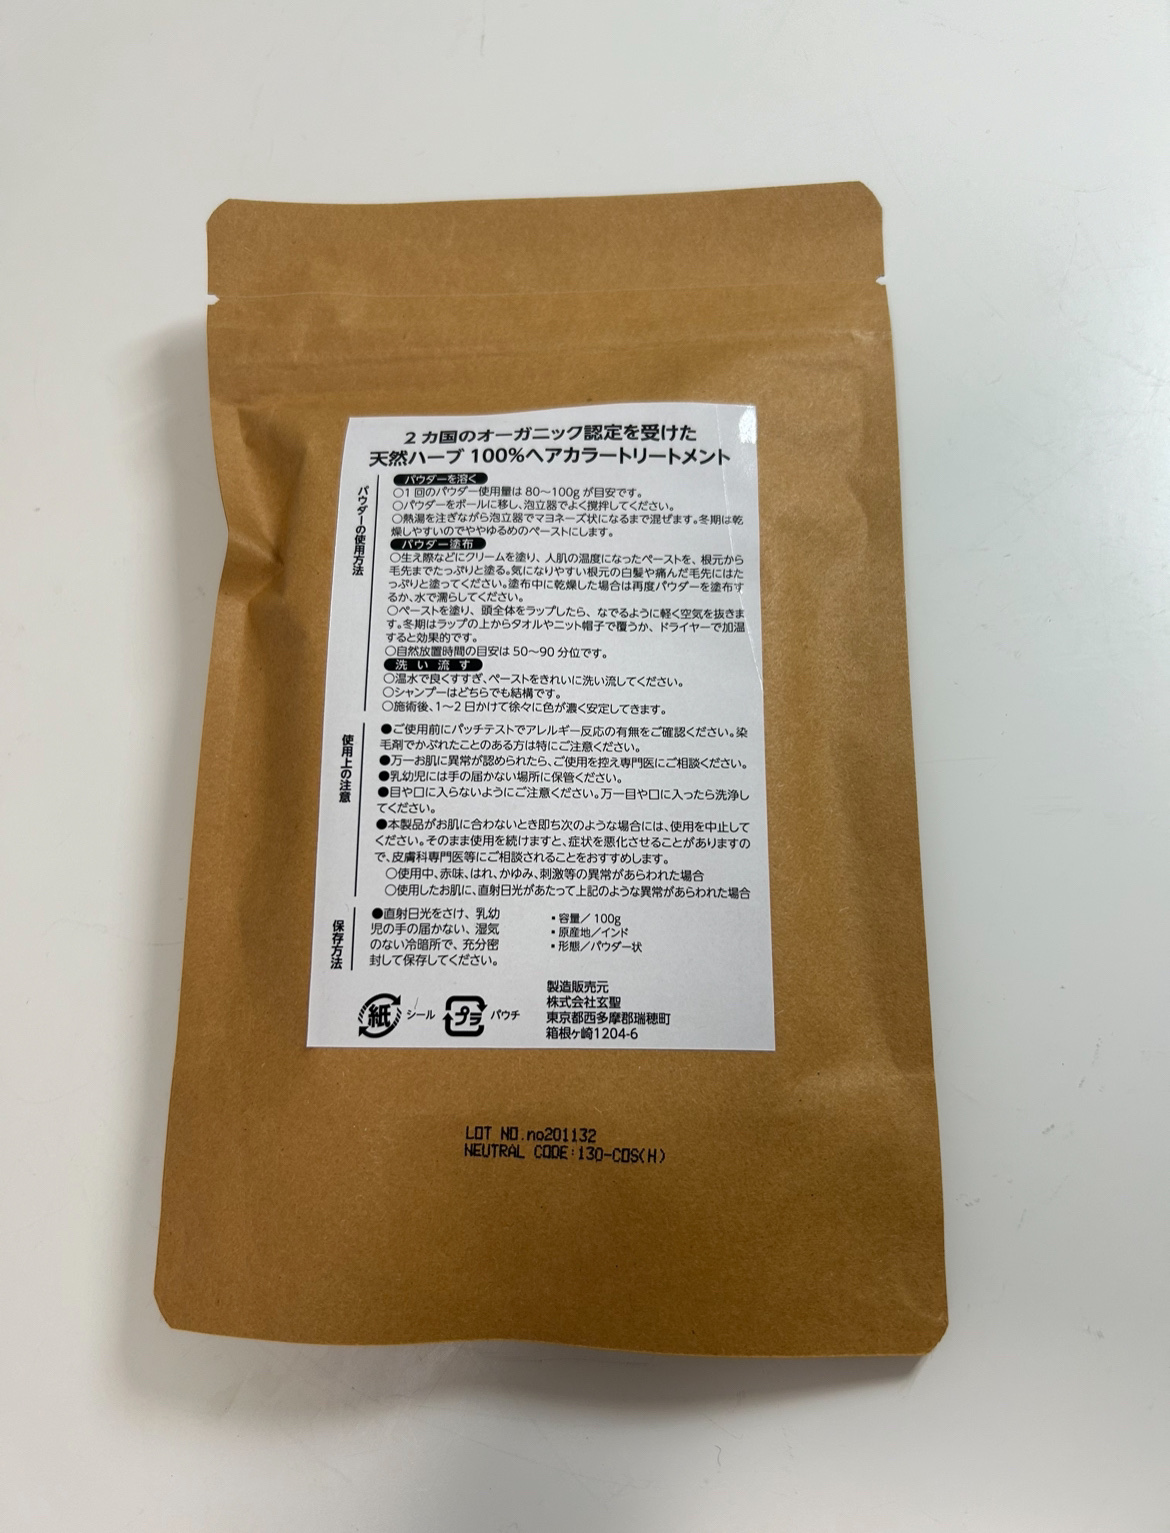 2カ国のオーガニック認定を受けた
天然ハーブ 100%ヘアカラートリートメント
パウダーの使用方法
パウダーを溶く
○1回のパウダー使用量は80〜100gが目安です。
○パウダーをボールに移し、泡立器でよく撹拌してください。
○熱湯を注ぎながら泡立器でマヨネーズ状になるまで混ぜます。冬期は乾
燥しやすいのでややゆるめのペーストにします。
パウダー塗布
○生え際などにクリームを塗り、人肌の温度になったペーストを、根元から
毛先までたっぷりと塗る。気になりやすい根元の白髪や痛んだ毛先にはた
っぷりと塗ってください。塗布中に乾燥した場合は再度パウダーを塗布す
るか、水で濡らしてください。
○ペーストを塗り、頭全体をラップしたら、なでるように軽く空気を抜きま
す。冬期はラップの上からタオルやニット帽子で覆うか、ドライヤーで加温
すると効果的です。
○自然放置時間の目安は50〜90分位です。
洗い流す
○温水で良くすすぎ、ペーストをきれいに洗い流してください。
○シャンプーはどちらでも結構です。
○施術後、1〜2日かけて徐々に色が濃く安定してきます。
使用上の注意
●ご使用前にパッチテストでアレルギー反応の有無をご確認ください。染
毛剤でかぶれたことのある方は特にご注意ください。
●万一お肌に異常が認められたら、ご使用を控え専門医にご相談ください。
●乳幼児には手の届かない場所に保管ください。
●目や口に入らないようにご注意ください。万一目や口に入ったら洗浄し
てください。
●本製品がお肌に合わないとき即ち次のような場合には、使用を中止して
ください。そのまま使用を続けますと、症状を悪化させることがありますの
で、皮膚科専門医等にご相談されることをおすすめします。
○使用中、赤味、はれ、かゆみ、刺激等の異常があらわれた場合
○使用したお肌に、直射日光があたって上記のような異常があらわれた場合
保存方法
●直射日光をさけ、乳幼
児の手の届かない、湿気
のない冷暗所で、充分密
封して保存してください。
・容量／100g
・原産地／インド
・形態／パウダー状
紙 シール
プラ パウチ
製造販売元
株式会社玄聖
東京都西多摩郡瑞穂町
箱根ヶ崎1204-6
LOT NO.no201132
NEUTRAL CODE:130-COS(H)